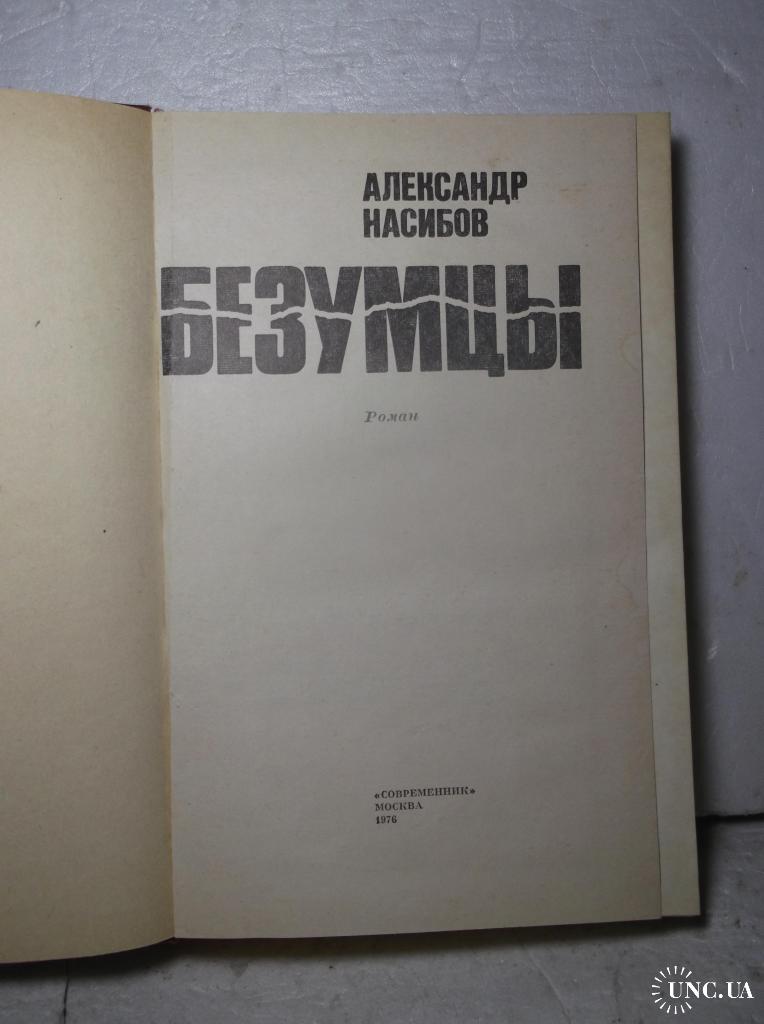 АЛЕКСАНДР
НАСИБОВ
БЕЗУМЦЫ
Роман
«СОВРЕМЕННИК»
МОСКВА
1976
UNC.UA